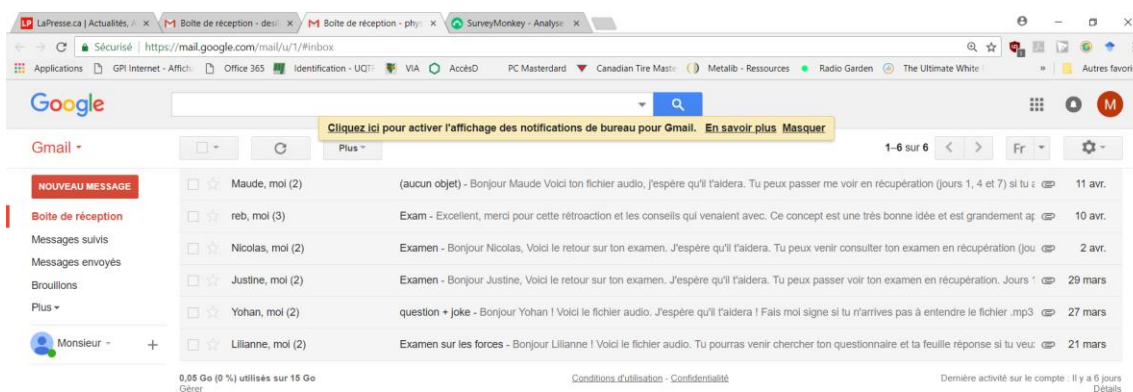 LaPresse.ca | Actualités, A
Boîte de réception - desil
Boîte de réception - phys
SurveyMonkey - Analyse
Sécurisé | https://mail.google.com/mail/u/1/#inbox
Applications GPI Internet - Affich Office 365 Identification - UQTR VIA AccèsD PC Masterdard Canadian Tire Maste Metalib - Ressources Radio Garden The Ultimate White » Autres favori
Google
Cliquez ici pour activer l'affichage des notifications de bureau pour Gmail. En savoir plus Masquer
M
Gmail Plus 1–6 sur 6 Fr
NOUVEAU MESSAGE
Boîte de réception
Messages suivis
Messages envoyés
Brouillons
Plus
Monsieur +
Maude, moi (2) (aucun objet) - Bonjour Maude Voici ton fichier audio, j'espère qu'il t'aidera. Tu peux passer me voir en récupération (jours 1, 4 et 7) si tu 11 avr.
reb, moi (3) Exam - Excellent, merci pour cette rétroaction et les conseils qui venaient avec. Ce concept est une très bonne idée et est grandement ap 10 avr.
Nicolas, moi (2) Examen - Bonjour Nicolas, Voici le retour sur ton examen. J'espère qu'il t'aidera. Tu peux venir consulter ton examen en récupération (jou 2 avr.
Justine, moi (2) Examen - Bonjour Justine, Voici le retour sur ton examen. J'espère qu'il t'aidera. Tu peux passer voir ton examen en récupération. Jours 1 29 mars
Yohan, moi (2) question + joke - Bonjour Yohan ! Voici le fichier audio. J'espère qu'il t'aidera ! Fais moi signe si tu n'arrives pas à entendre le fichier .mp3 27 mars
Lilianne, moi (2) Examen sur les forces - Bonjour Lilianne ! Voici le fichier audio. Tu pourras venir chercher ton questionnaire et ta feuille réponse si tu veu 21 mars
0,05 Go (0 %) utilisés sur 15 Go Conditions d'utilisation - Confidentialité Dernière activité sur le compte : Il y a 6 jours
Gérer Détails